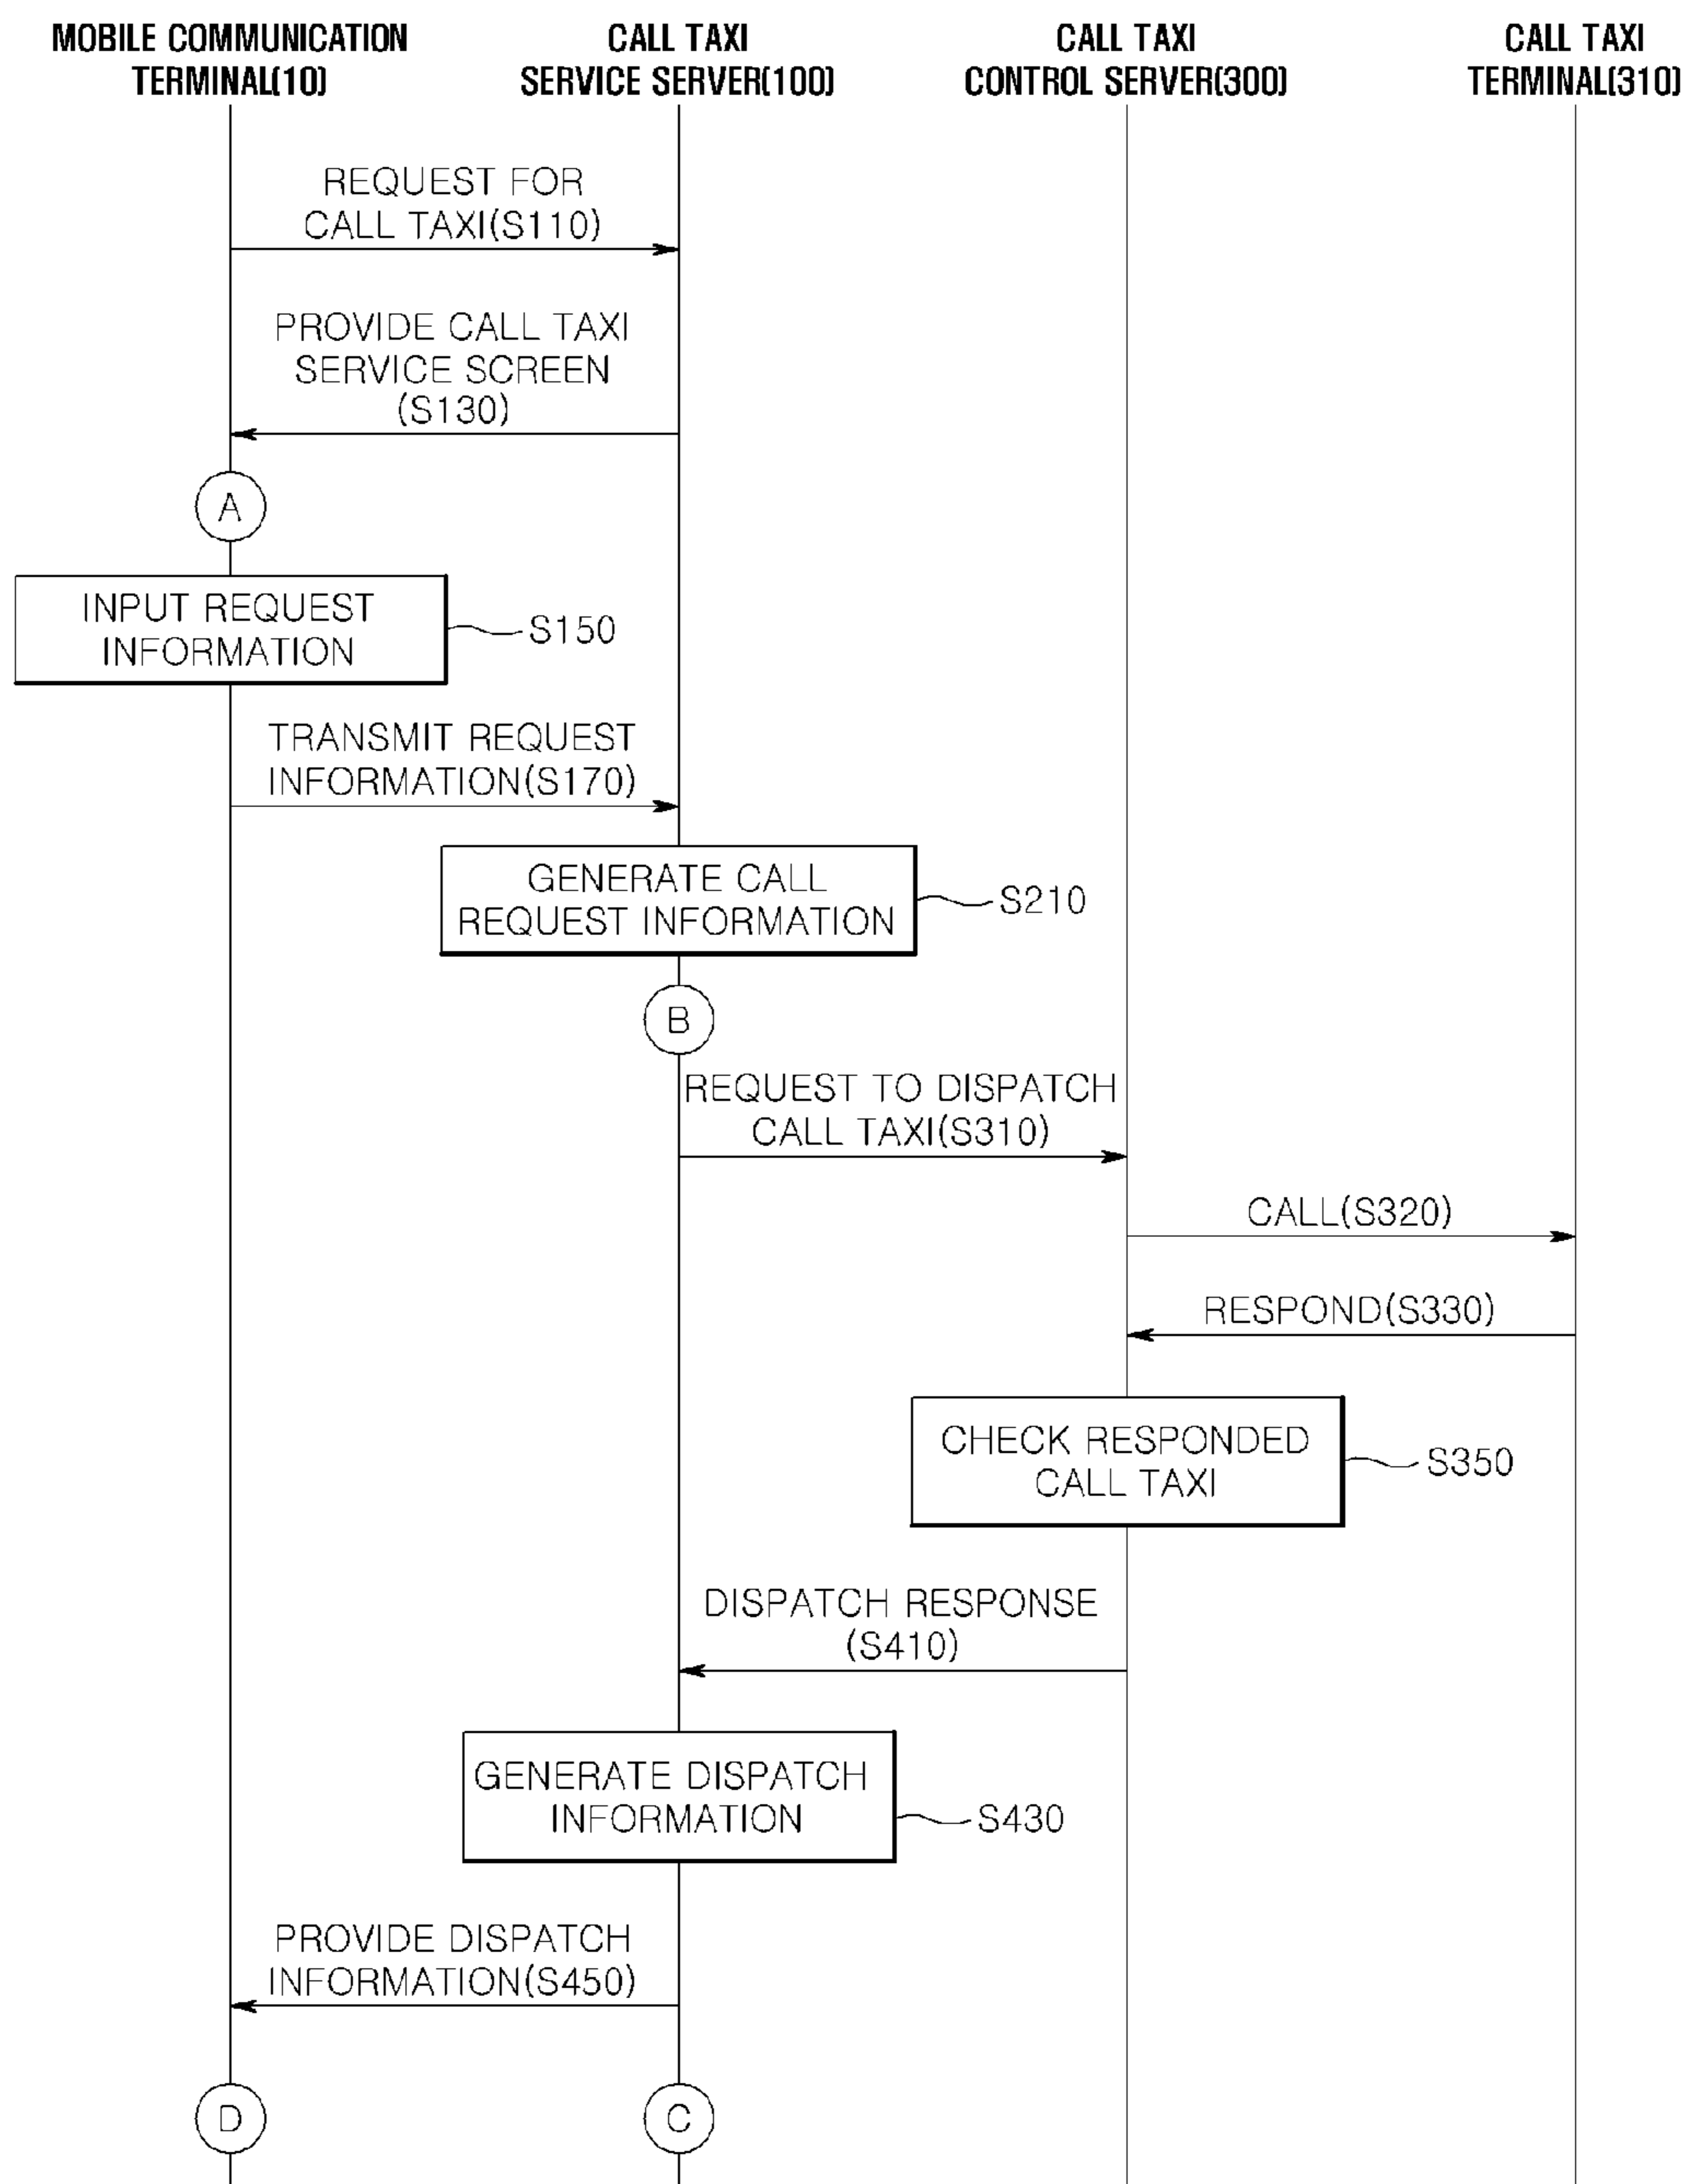 MOBILE COMMUNICATION
TERMINAL(10)
CALL TAXI
SERVICE SERVER(100)
CALL TAXI
CONTROL SERVER(300)
CALL TAXI
TERMINAL(310)
REQUEST FOR
CALL TAXI(S110)
PROVIDE CALL TAXI
SERVICE SCREEN
(S130)
A
INPUT REQUEST
INFORMATION
S150
TRANSMIT REQUEST
INFORMATION(S170)
GENERATE CALL
REQUEST INFORMATION
S210
B
REQUEST TO DISPATCH
CALL TAXI(S310)
CALL(S320)
RESPOND(S330)
CHECK RESPONDED
CALL TAXI
S350
DISPATCH RESPONSE
(S410)
GENERATE DISPATCH
INFORMATION
S430
PROVIDE DISPATCH
INFORMATION(S450)
D
C